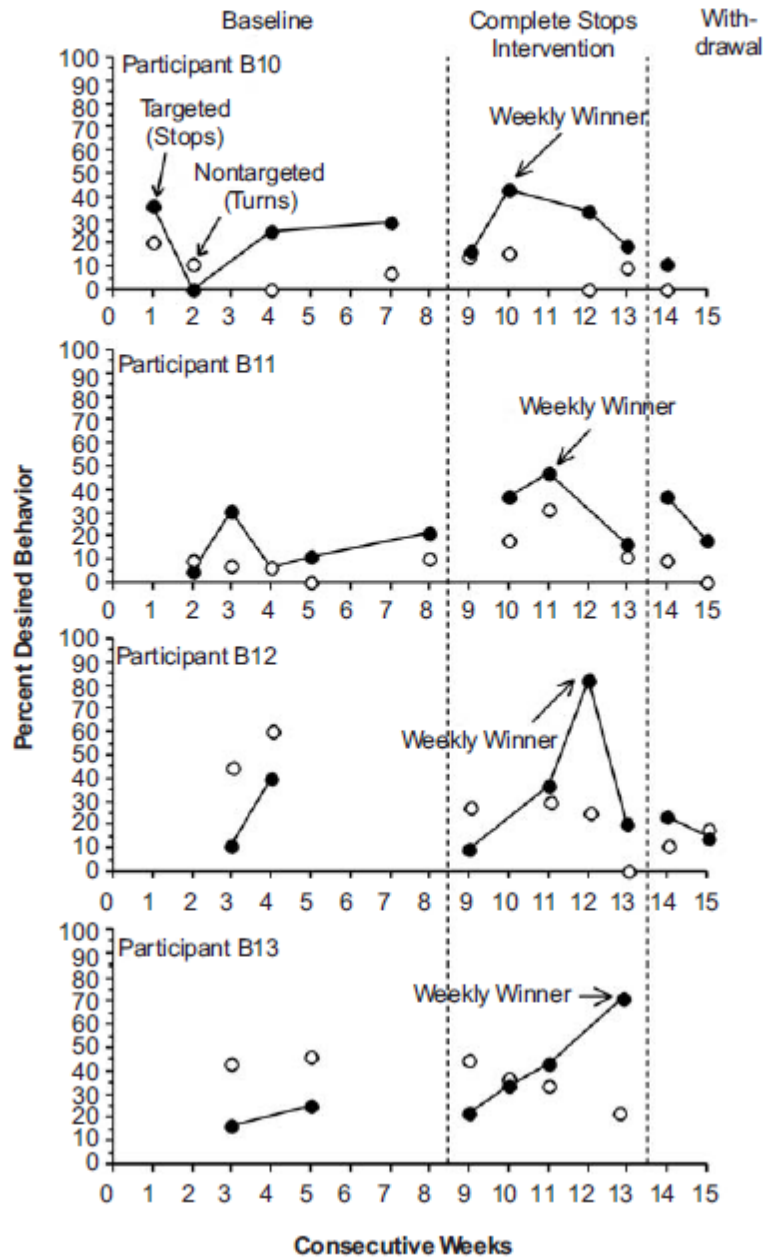 Baseline
Complete Stops
Intervention
With-
drawal
Percent Desired Behavior
Participant B10
Targeted
(Stops)
Nontargeted
(Turns)
Weekly Winner
100
90
80
70
60
50
40
30
20
10
0
0 1 2 3 4 5 6 7 8 9 10 11 12 13 14 15
Participant B11
Weekly Winner
100
90
80
70
60
50
40
30
20
10
0
0 1 2 3 4 5 6 7 8 9 10 11 12 13 14 15
Participant B12
Weekly Winner
100
90
80
70
60
50
40
30
20
10
0
0 1 2 3 4 5 6 7 8 9 10 11 12 13 14 15
Participant B13
Weekly Winner
100
90
80
70
60
50
40
30
20
10
0
0 1 2 3 4 5 6 7 8 9 10 11 12 13 14 15
Consecutive Weeks